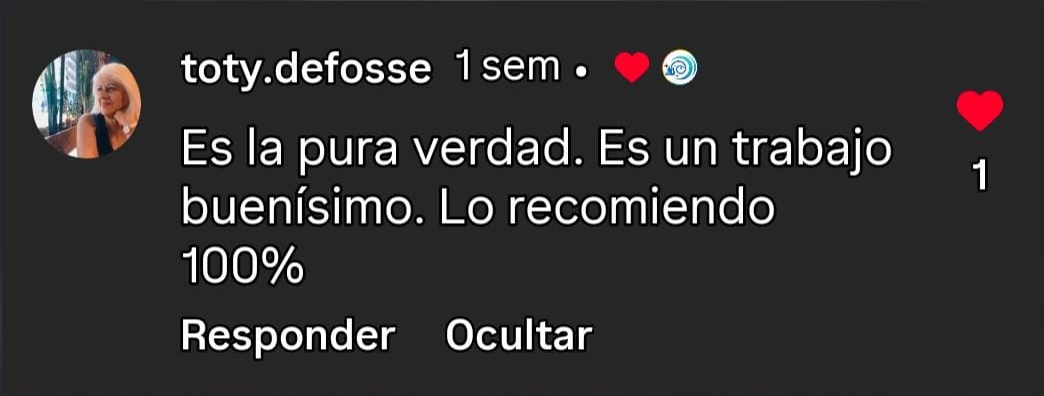 toty.defosse 1 sem •
Es la pura verdad. Es un trabajo
buenísimo. Lo recomiendo
100%
1
Responder Ocultar